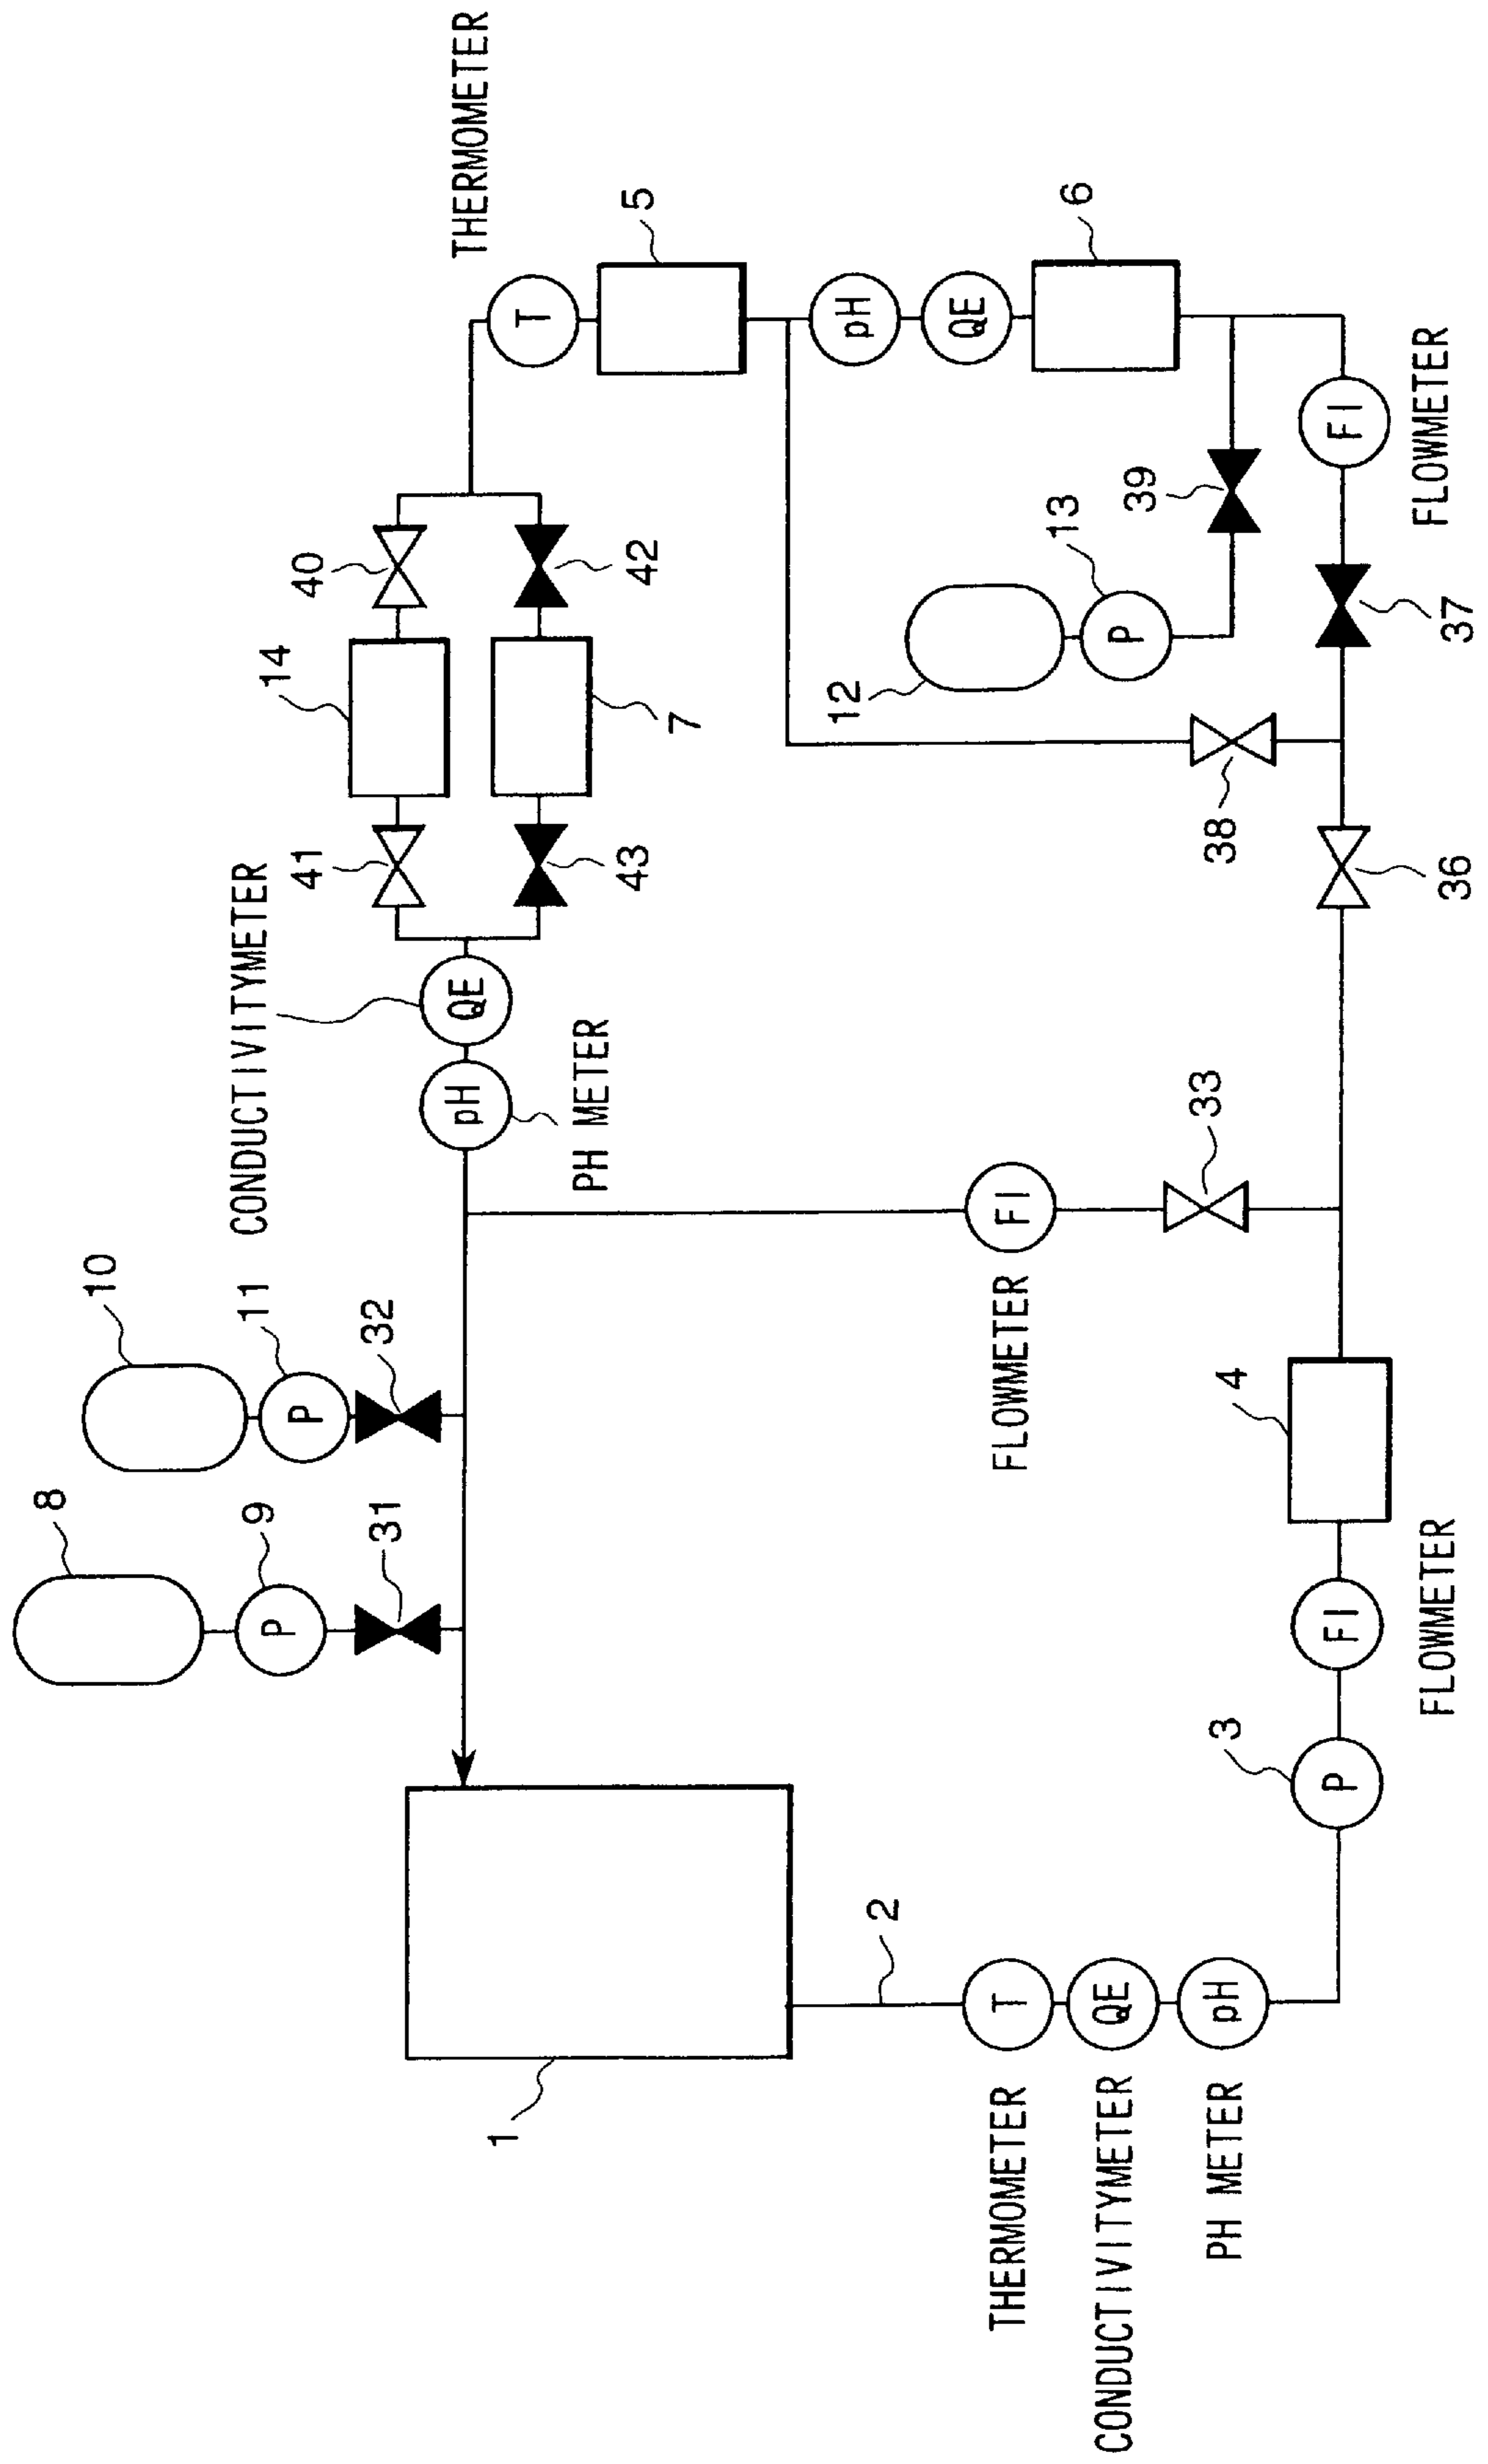 8
10
9
P
11
P
31
32
CONDUCTIVITYMETER
41
14
40
THERMOMETER
pH
QE
43
7
42
T
PH METER
5
1
12
pH
2
QE
13
P
39
6
THERMOMETER
T
FLOWMETER
FI
CONDUCTIVITYMETER
QE
33
38
PH METER
pH
3
P
FI
4
36
37
FI
FLOWMETER
FLOWMETER